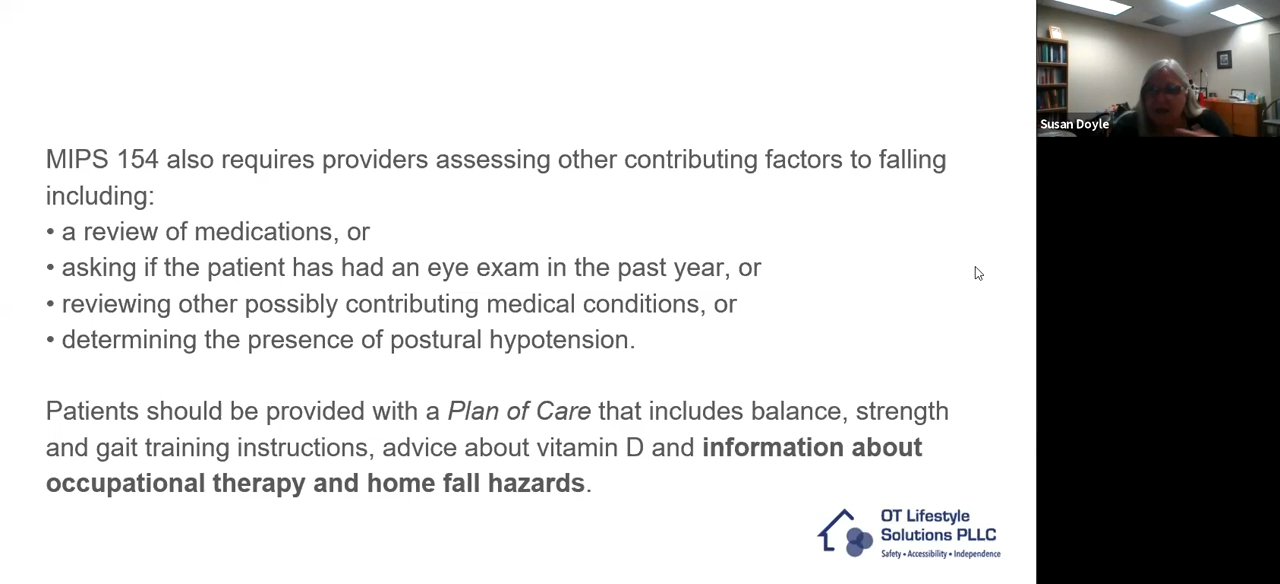 MIPS 154 also requires providers assessing other contributing factors to falling
including:
• a review of medications, or
• asking if the patient has had an eye exam in the past year, or
• reviewing other possibly contributing medical conditions, or
• determining the presence of postural hypotension.
Patients should be provided with a Plan of Care that includes balance, strength
and gait training instructions, advice about vitamin D and information about
occupational therapy and home fall hazards.
OT Lifestyle
Solutions PLLC
Safety • Accessibility • Independence
Susan Doyle